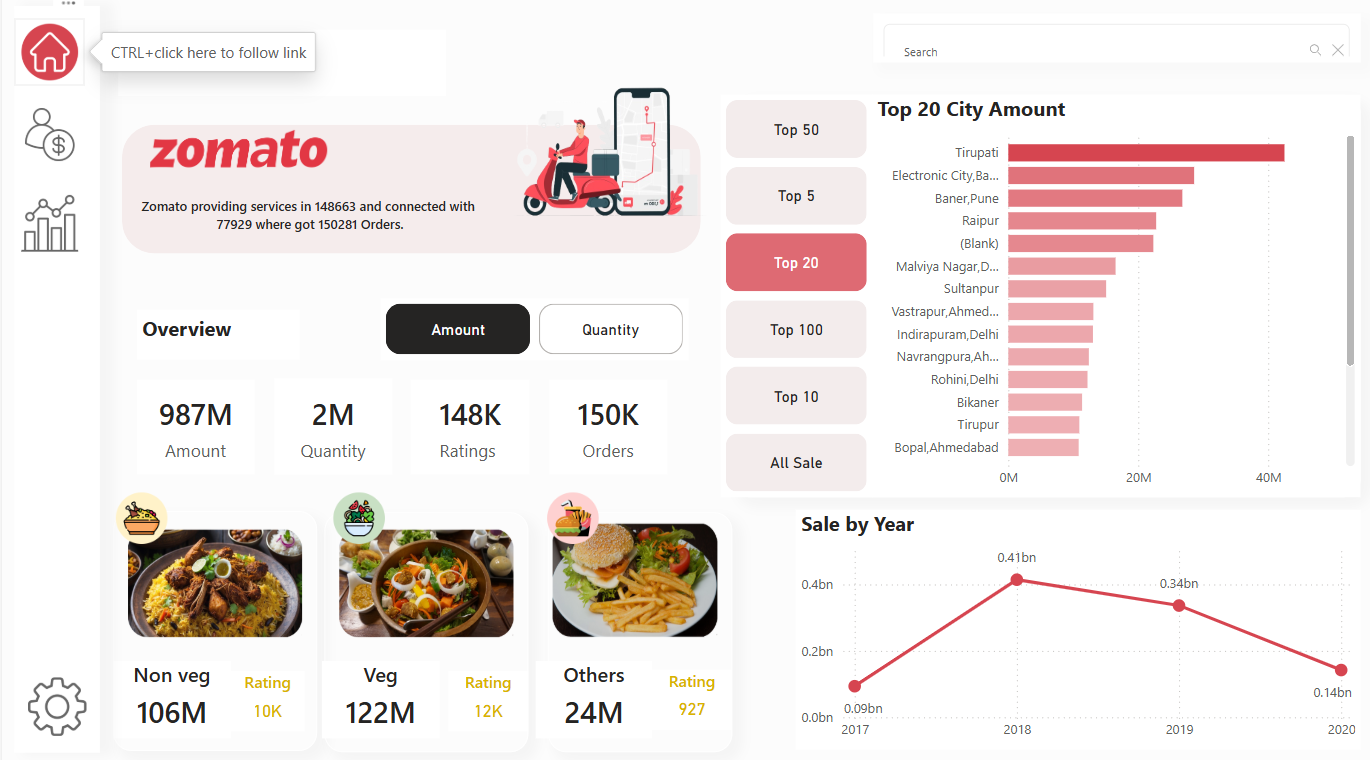 CTRL+click here to follow link
Search
zomato
Zomato providing services in 148663 and connected with
77929 where got 150281 Orders.
Overview
Amount
Quantity
987M
Amount
2M
Quantity
148K
Ratings
150K
Orders
Non veg
106M
Rating
10K
Veg
122M
Rating
12K
Others
24M
Rating
927
Top 50
Top 5
Top 20
Top 100
Top 10
All Sale
Top 20 City Amount
Tirupati
Electronic City,Ba...
Baner,Pune
Raipur
(Blank)
Malviya Nagar,D...
Sultanpur
Vastrapur,Ahmed...
Indirapuram,Delhi
Navrangpura,Ah...
Rohini,Delhi
Bikaner
Tirupur
Bopal,Ahmedabad
0M
20M
40M
Sale by Year
0.4bn
0.2bn
0.0bn
0.09bn
0.41bn
0.34bn
0.14bn
2017
2018
2019
2020